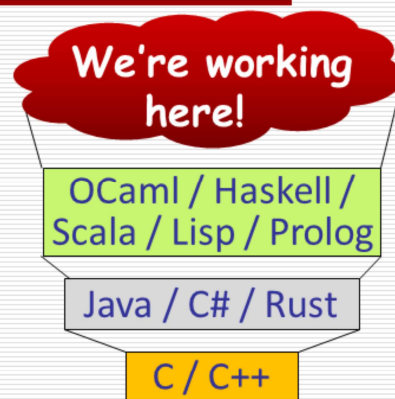 We're working
here!
OCaml / Haskell /
Scala / Lisp / Prolog
Java / C# / Rust
C / C++